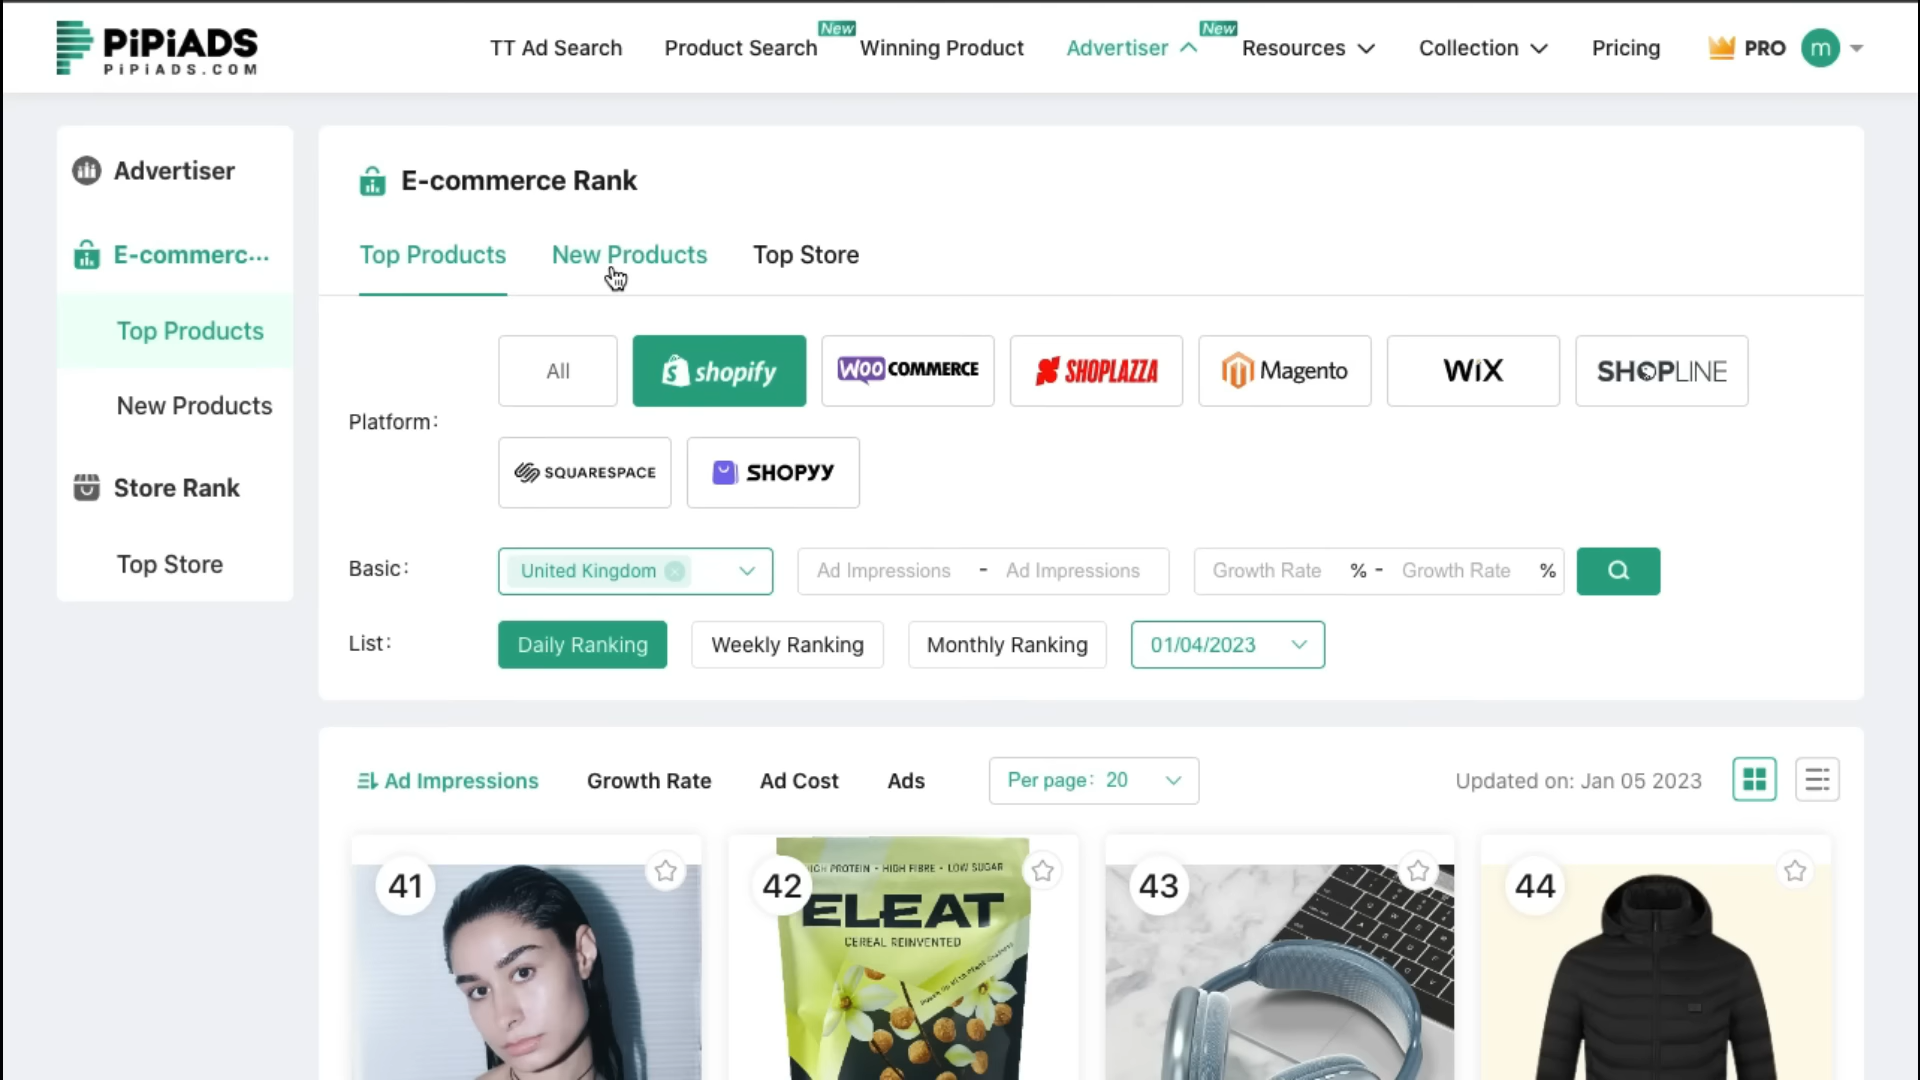 PiPiADS
PiPiADS.COM
TT Ad Search
Product Search
New
Winning Product
Advertiser
New
Resources
Collection
Pricing
PRO
m
Advertiser
E-commerc...
Top Products
New Products
Store Rank
Top Store
E-commerce Rank
Top Products
New Products
Top Store
Platform:
All
shopify
WOO COMMERCE
SHOPLAZZA
Magento
WiX
SHOPLINE
SQUARESPACE
SHOPYY
Basic:
United Kingdom
Ad Impressions - Ad Impressions
Growth Rate % - Growth Rate %
List:
Daily Ranking
Weekly Ranking
Monthly Ranking
01/04/2023
Ad Impressions
Growth Rate
Ad Cost
Ads
Per page: 20
Updated on: Jan 05 2023
41
42
HIGH PROTEIN • HIGH FIBRE • LOW SUGAR
ELEAT
CEREAL REINVENTED
43
44